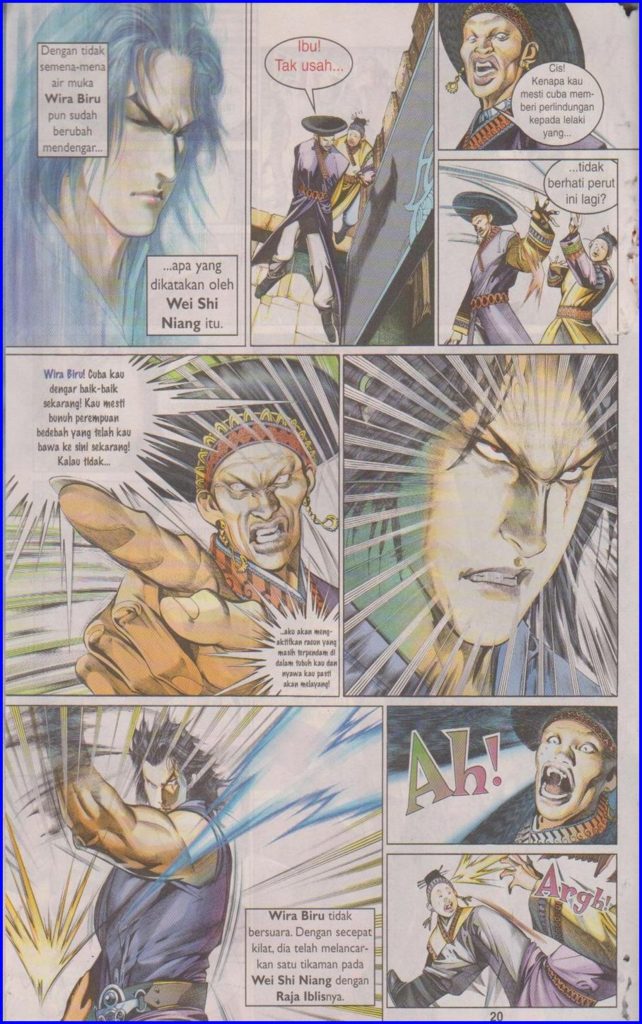 Dengan tidak
semena-mena
air muka
Wira Biru
pun sudah
berubah
mendengar...
...apa yang
dikatakan oleh
Wei Shi
Niang itu.
Ibu!
Tak usah...
Cis!
Kenapa kau
mesti cuba mem-
beri perlindungan
kepada lelaki
yang...
...tidak
berhati perut
ini lagi?
Wira Biru! Cuba kau
dengar baik-baik
sekarang! Kau mesti
bunuh perempuan
bedebah yang telah kau
bawa ke sini sekarang!
Kalau tidak...
...aku akan meng-
aktifkan racun yang
masih terpendam di
dalam tubuh kau dan
nyawa kau pasti
akan melayang!
Wira Biru tidak
bersuara. Dengan secepat
kilat, dia telah melancar-
kan satu tikaman pada
Wei Shi Niang dengan
Raja Iblisnya.
Ah!
Argh!
20